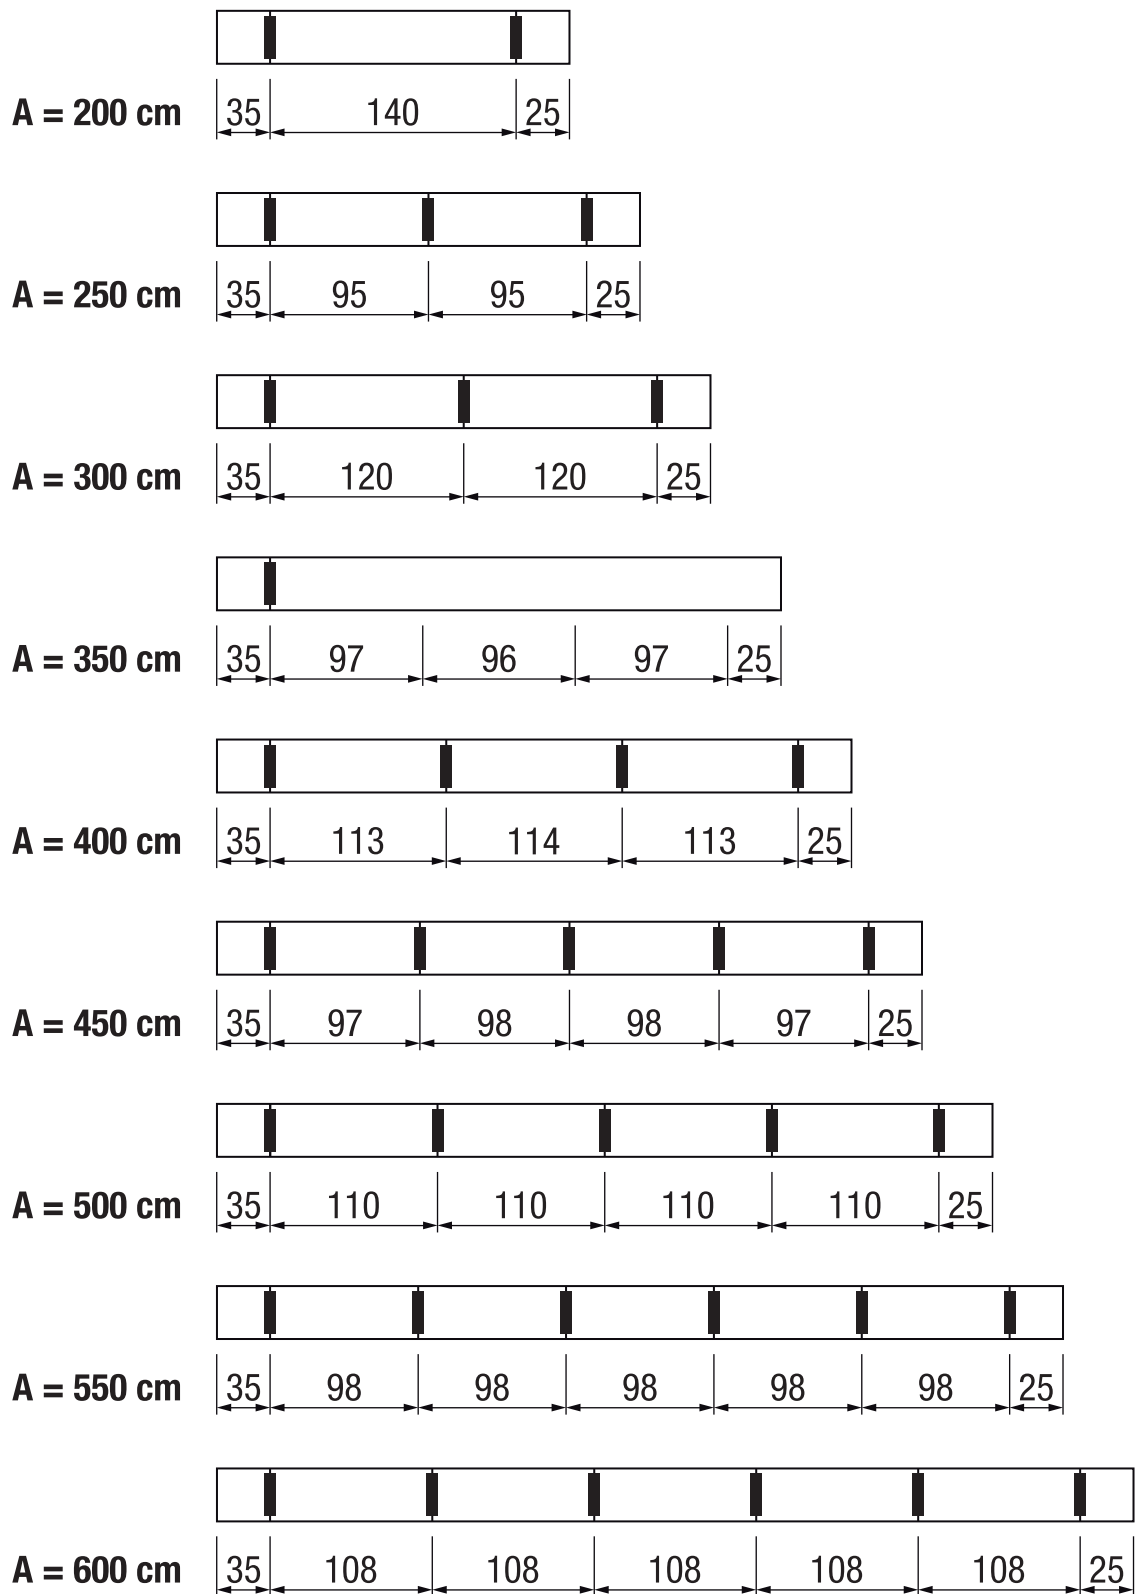 A = 200 cm 35 140 25
A = 250 cm 35 95 95 25
A = 300 cm 35 120 120 25
A = 350 cm 35 97 96 97 25
A = 400 cm 35 113 114 113 25
A = 450 cm 35 97 98 98 97 25
A = 500 cm 35 110 110 110 110 25
A = 550 cm 35 98 98 98 98 98 25
A = 600 cm 35 108 108 108 108 108 25